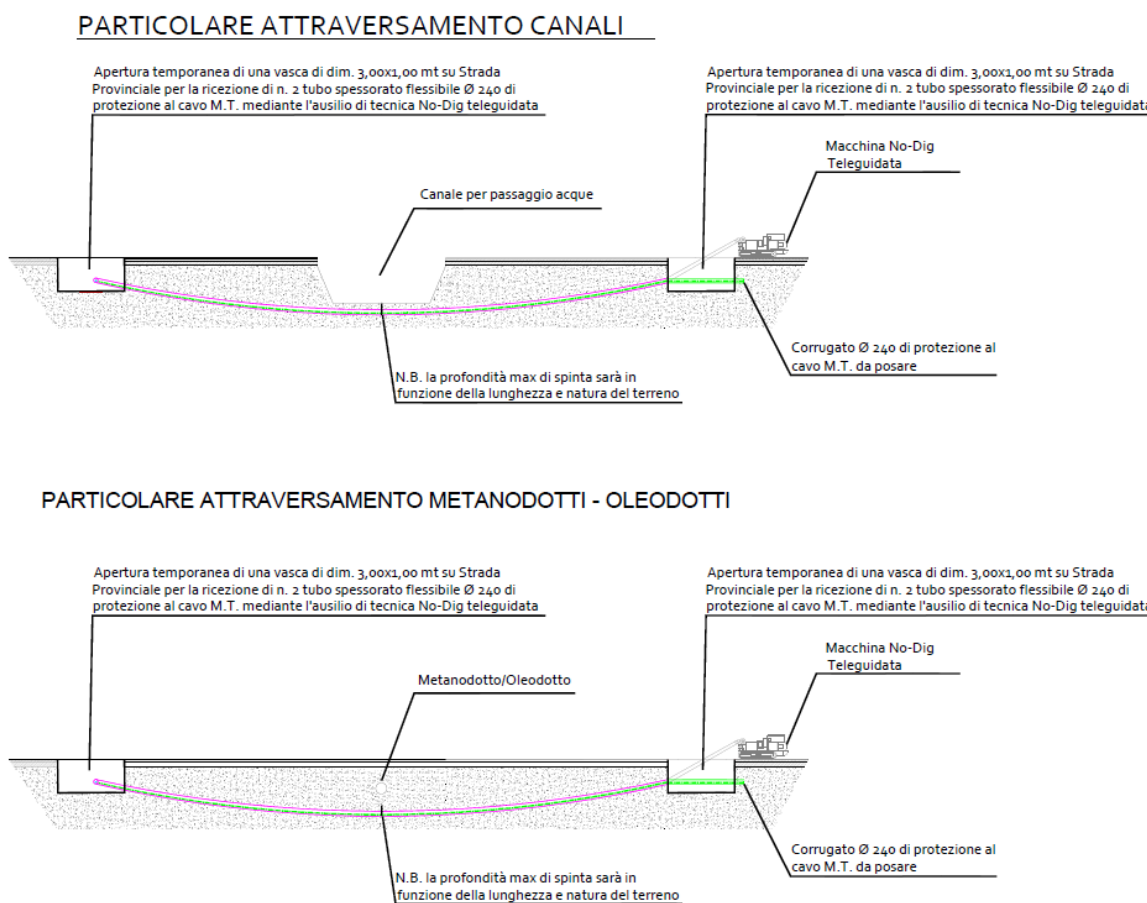 PARTICOLARE ATTRAVERSAMENTO CANALI
Apertura temporanea di una vasca di dim. 3,00x1,00 mt su Strada
Provinciale per la ricezione di n. 2 tubo spessorato flessibile Ø 240 di
protezione al cavo M.T. mediante l'ausilio di tecnica No-Dig teleguidata
Apertura temporanea di una vasca di dim. 3,00x1,00 mt su Strada
Provinciale per la ricezione di n. 2 tubo spessorato flessibile Ø 240 di
protezione al cavo M.T. mediante l'ausilio di tecnica No-Dig teleguidata
Macchina No-Dig
Teleguidata
Canale per passaggio acque
Corrugato Ø 240 di protezione al
cavo M.T. da posare
N.B. la profondità max di spinta sarà in
funzione della lunghezza e natura del terreno
PARTICOLARE ATTRAVERSAMENTO METANODOTTI - OLEODOTTI
Apertura temporanea di una vasca di dim. 3,00x1,00 mt su Strada
Provinciale per la ricezione di n. 2 tubo spessorato flessibile Ø 240 di
protezione al cavo M.T. mediante l'ausilio di tecnica No-Dig teleguidata
Apertura temporanea di una vasca di dim. 3,00x1,00 mt su Strada
Provinciale per la ricezione di n. 2 tubo spessorato flessibile Ø 240 di
protezione al cavo M.T. mediante l'ausilio di tecnica No-Dig teleguidata
Macchina No-Dig
Teleguidata
Metanodotto/Oleodotto
Corrugato Ø 240 di protezione al
cavo M.T. da posare
N.B. la profondità max di spinta sarà in
funzione della lunghezza e natura del terreno